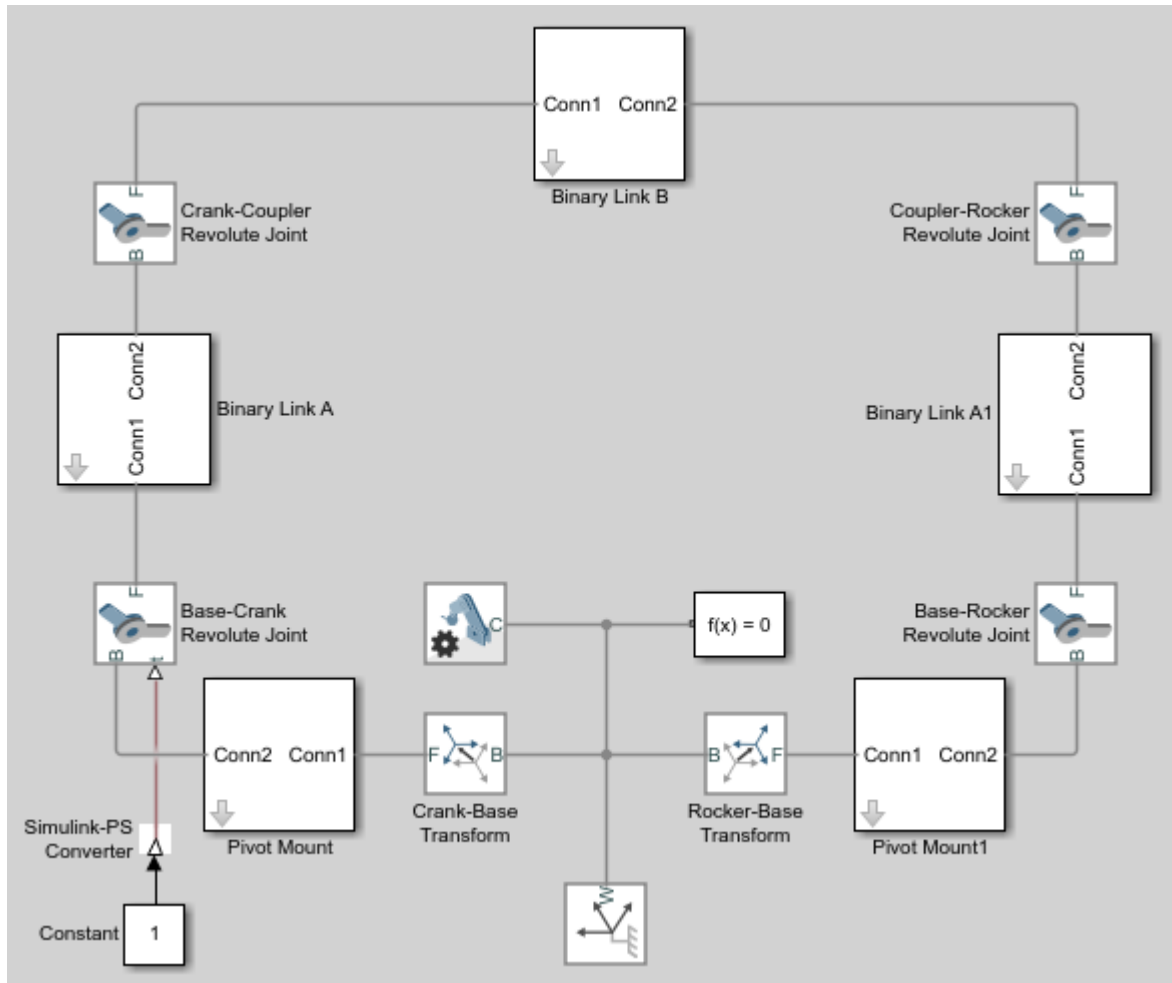 Conn1 Conn2
Binary Link B
F
Crank-Coupler
Revolute Joint
B
F
Coupler-Rocker
Revolute Joint
B
Conn2
Conn1
Binary Link A
Conn2
Conn1
Binary Link A1
F
Base-Crank
Revolute Joint
B
t
C
f(x) = 0
F
Base-Rocker
Revolute Joint
B
Conn2 Conn1
Pivot Mount
F B
Crank-Base
Transform
B F
Rocker-Base
Transform
Conn1 Conn2
Pivot Mount1
Simulink-PS
Converter
W
Constant
1